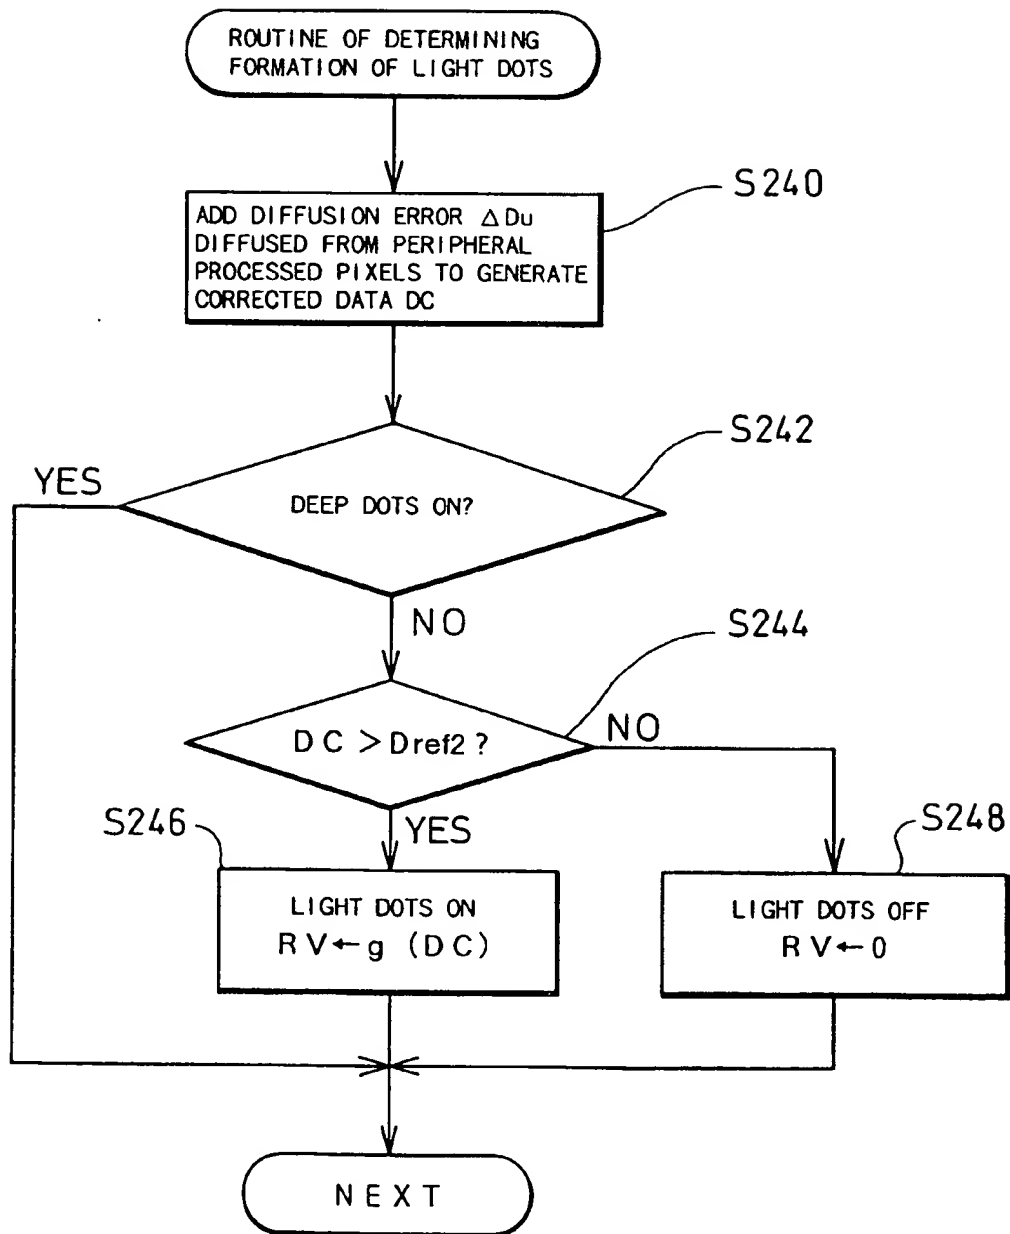 ROUTINE OF DETERMINING
FORMATION OF LIGHT DOTS
S240
ADD DIFFUSION ERROR △Du
DIFFUSED FROM PERIPHERAL
PROCESSED PIXELS TO GENERATE
CORRECTED DATA DC
S242
YES
DEEP DOTS ON?
NO
S244
DC > Dref2 ?
NO
S246
YES
S248
LIGHT DOTS ON
RV←g (DC)
LIGHT DOTS OFF
RV←0
NEXT